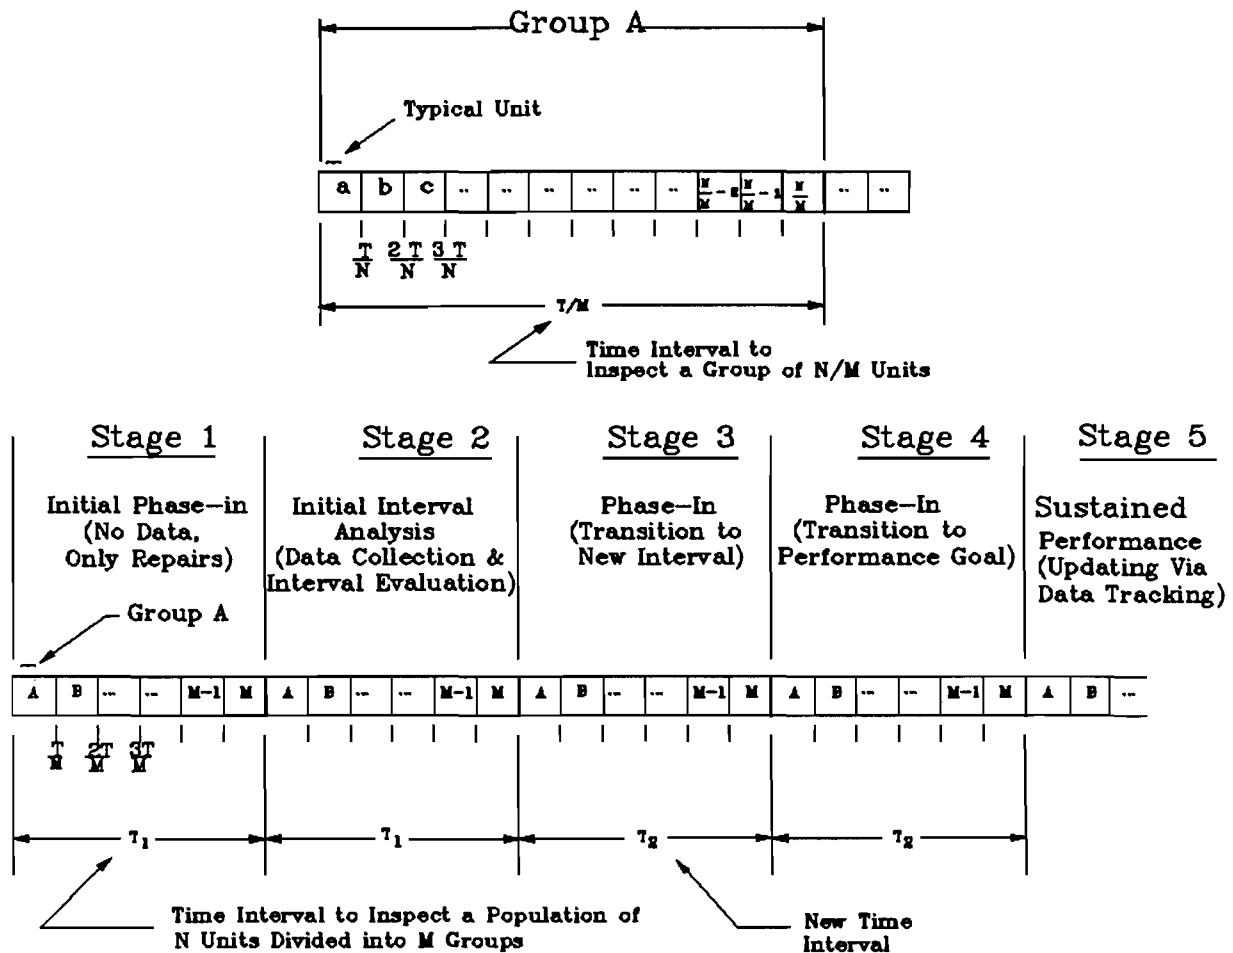 Group A
Typical Unit
a b c .. .. .. .. .. .. N/M -2 N/M -1 N/M .. ..
T/N 2T/N 3T/N
T/M
Time Interval to
Inspect a Group of N/M Units
Stage 1 Stage 2 Stage 3 Stage 4 Stage 5
Initial Phase-in
(No Data,
Only Repairs)
Initial Interval
Analysis
(Data Collection &
Interval Evaluation)
Phase-In
(Transition to
New Interval)
Phase-In
(Transition to
Performance Goal)
Sustained
Performance
(Updating Via
Data Tracking)
Group A
A B ... ... M-1 M A B ... ... M-1 M A B ... ... M-1 M A B ... ... M-1 M A B ...
T/M 2T/M 3T/M
T1 T1 T2 T2
Time Interval to Inspect a Population of
N Units Divided into M Groups
New Time
Interval